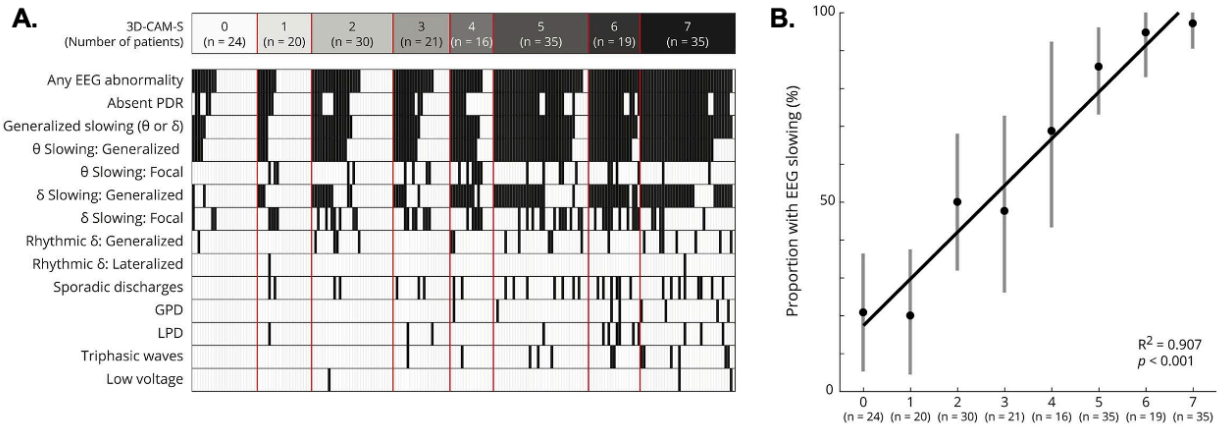 A.
3D-CAM-S
(Number of patients)
0 1 2 3 4 5 6 7
(n = 24) (n = 20) (n = 30) (n = 21) (n = 16) (n = 35) (n = 19) (n = 35)
Any EEG abnormality
Absent PDR
Generalized slowing (θ or δ)
θ Slowing: Generalized
θ Slowing: Focal
δ Slowing: Generalized
δ Slowing: Focal
Rhythmic δ: Generalized
Rhythmic δ: Lateralized
Sporadic discharges
GPD
LPD
Triphasic waves
Low voltage
B.
Proportion with EEG slowing (%)
100
50
0
R² = 0.907
p < 0.001
0 1 2 3 4 5 6 7
(n = 24) (n = 20) (n = 30) (n = 21) (n = 16) (n = 35) (n = 19) (n = 35)